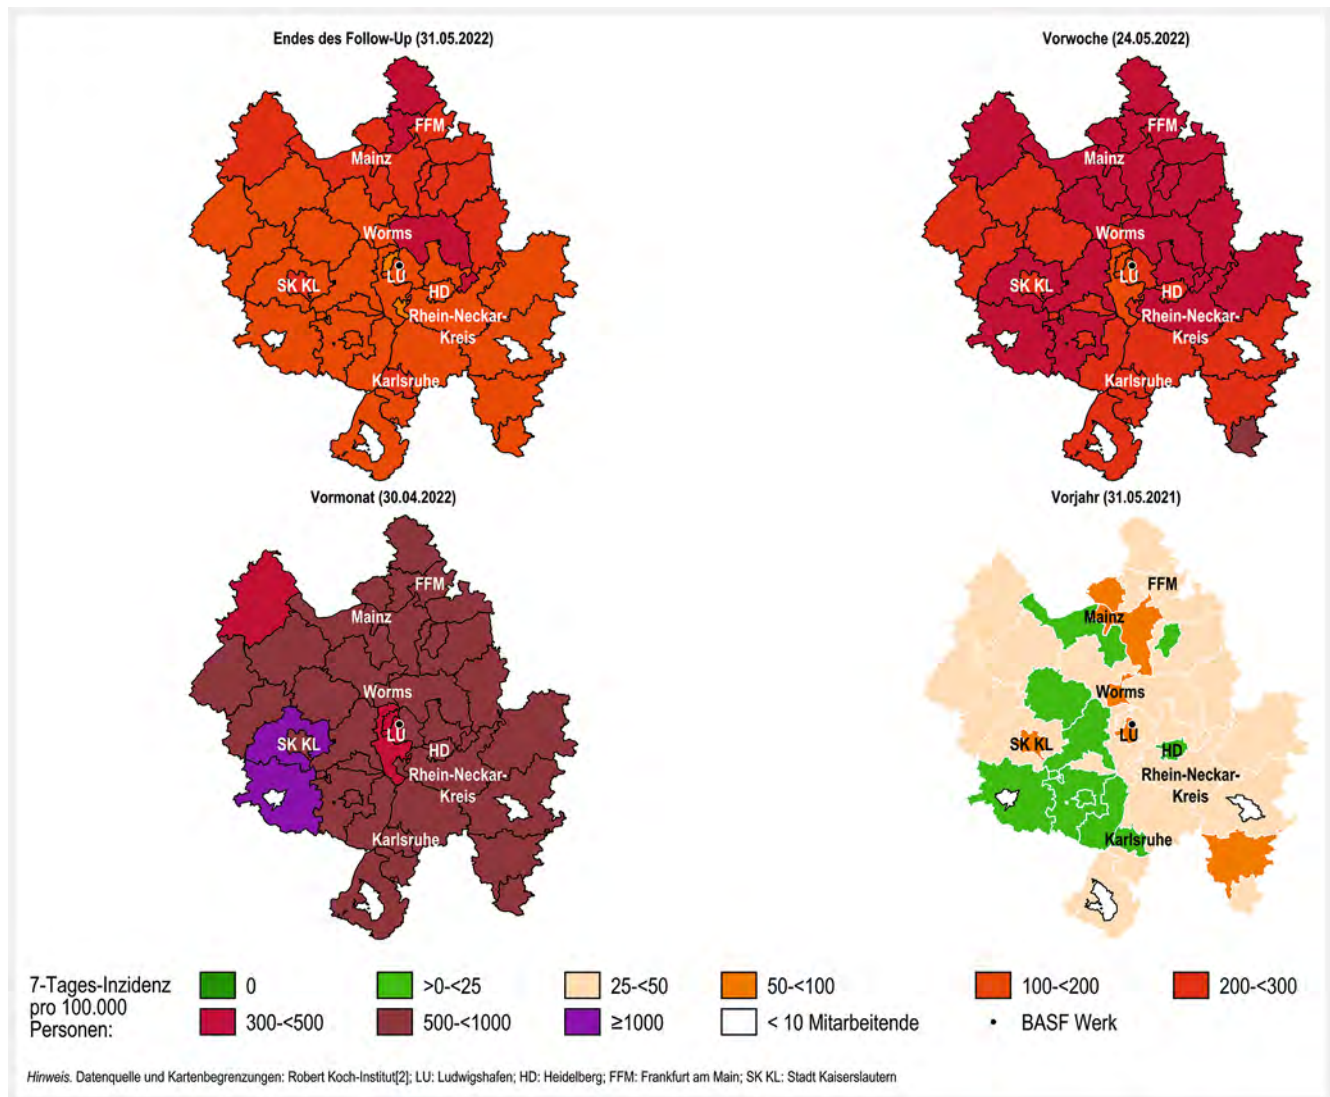 Endes des Follow-Up (31.05.2022)
Vorwoche (24.05.2022)
FFM
Mainz
Worms
LU
SK KL
HD
Rhein-Neckar-
Kreis
Karlsruhe
FFM
Mainz
Worms
LU
SK KL
HD
Rhein-Neckar-
Kreis
Karlsruhe
Vormonat (30.04.2022)
Vorjahr (31.05.2021)
FFM
Mainz
Worms
LU
SK KL
HD
Rhein-Neckar-
Kreis
Karlsruhe
FFM
Mainz
Worms
LU
SK KL
HD
Rhein-Neckar-
Kreis
Karlsruhe
7-Tages-Inzidenz
pro 100.000
Personen:
0
>0-<25
25-<50
50-<100
100-<200
200-<300
300-<500
500-<1000
≥1000
< 10 Mitarbeitende
BASF Werk
Hinweis. Datenquelle und Kartenbegrenzungen: Robert Koch-Institut[2]; LU: Ludwigshafen; HD: Heidelberg; FFM: Frankfurt am Main; SK KL: Stadt Kaiserslautern